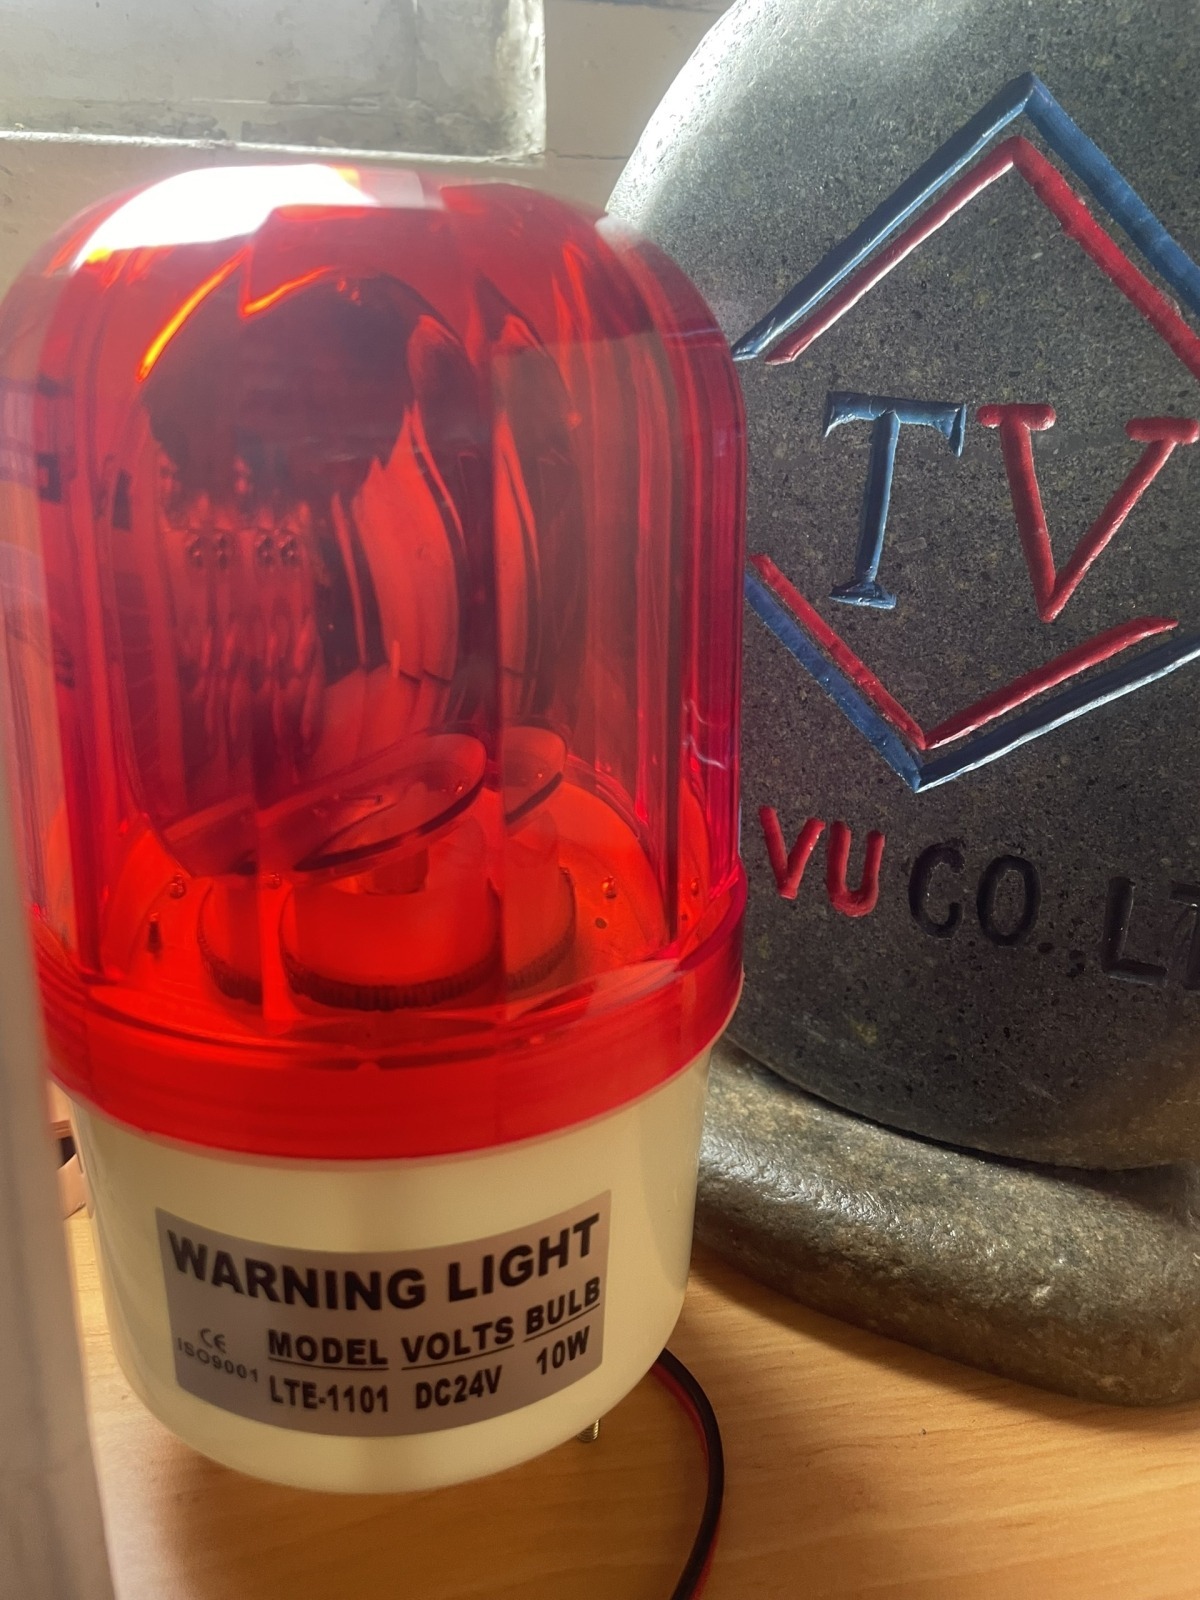 TV
VU CO., LT
WARNING LIGHT
CE
ISO9001
MODEL VOLTS BULB
LTE-1101 DC24V 10W